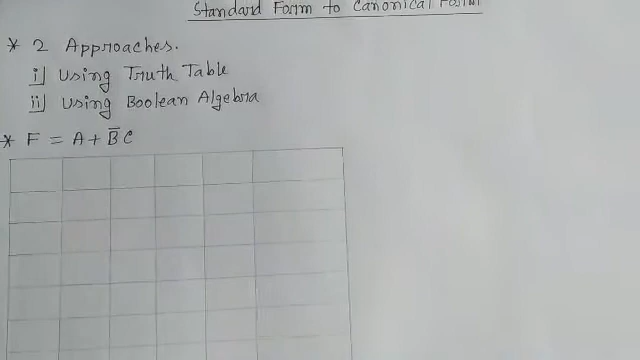 Standard Form to Canonical Form
* 2 Approaches.
i] Using Truth Table
ii] Using Boolean Algebra
* F = A + B̅ C